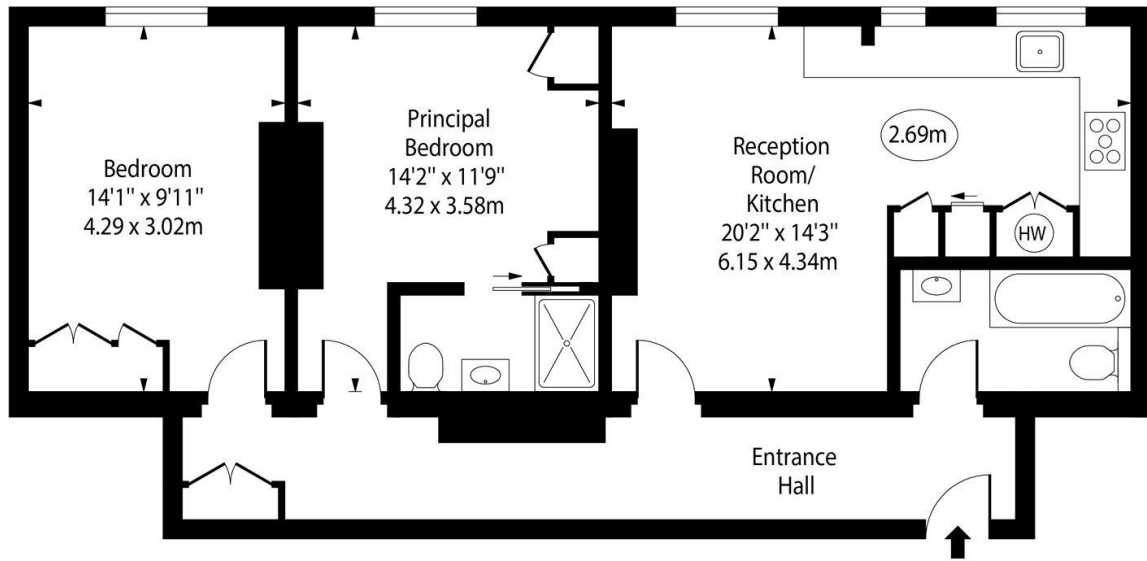 Bedroom
14'1" x 9'11"
4.29 x 3.02m
Principal
Bedroom
14'2" x 11'9"
4.32 x 3.58m
Reception
Room/
Kitchen
20'2" x 14'3"
6.15 x 4.34m
2.69m
HW
Entrance
Hall